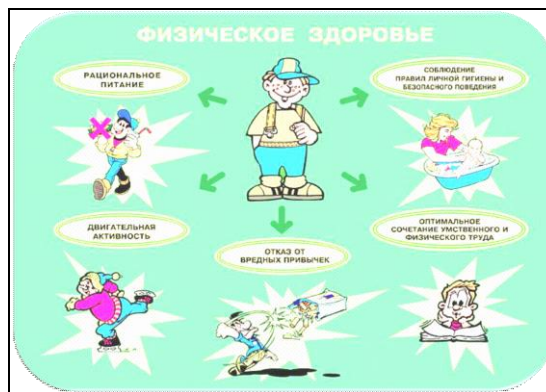 ФИЗИЧЕСКОЕ ЗДОРОВЬЕ
РАЦИОНАЛЬНОЕ
ПИТАНИЕ
СОБЛЮДЕНИЕ
ПРАВИЛ ЛИЧНОЙ ГИГИЕНЫ И
БЕЗОПАСНОГО ПОВЕДЕНИЯ
ДВИГАТЕЛЬНАЯ
АКТИВНОСТЬ
ОТКАЗ ОТ
ВРЕДНЫХ ПРИВЫЧЕК
ОПТИМАЛЬНОЕ
СОЧЕТАНИЕ УМСТВЕННОГО И
ФИЗИЧЕСКОГО ТРУДА